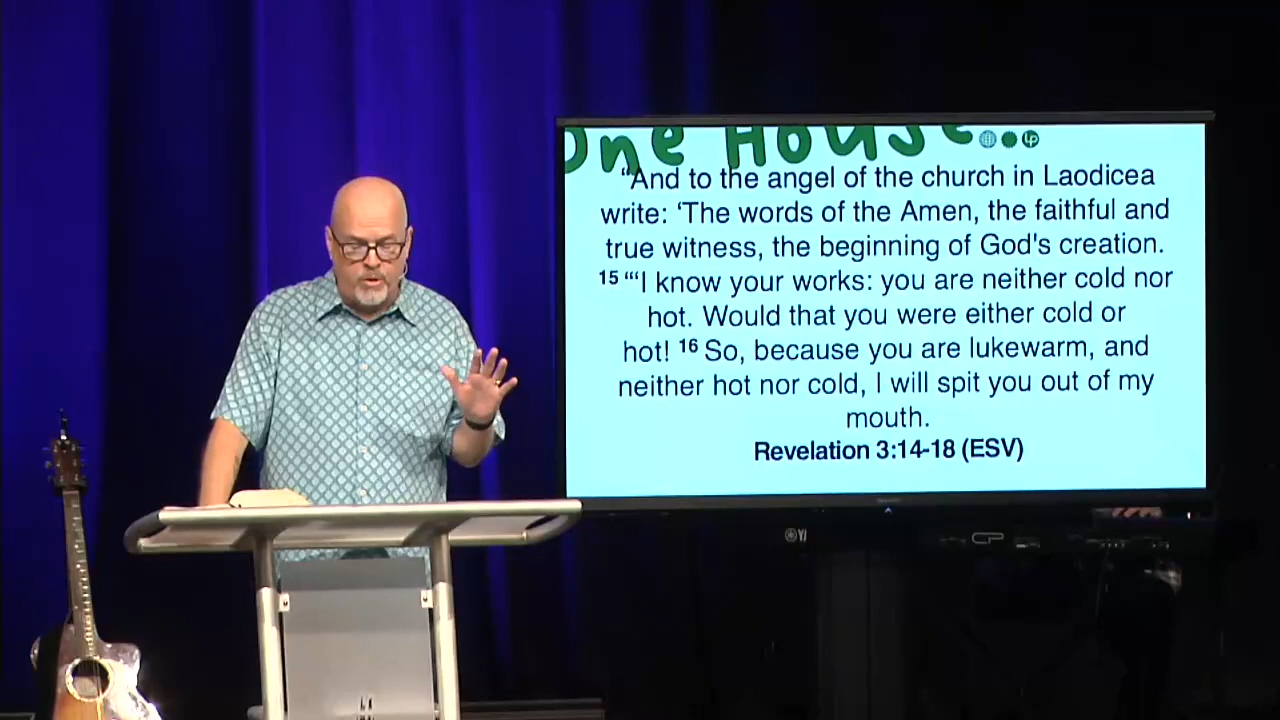 One House...
“And to the angel of the church in Laodicea
write: ‘The words of the Amen, the faithful and
true witness, the beginning of God's creation.
15 “‘I know your works: you are neither cold nor
hot. Would that you were either cold or
hot! 16 So, because you are lukewarm, and
neither hot nor cold, I will spit you out of my
mouth.
Revelation 3:14-18 (ESV)
CP